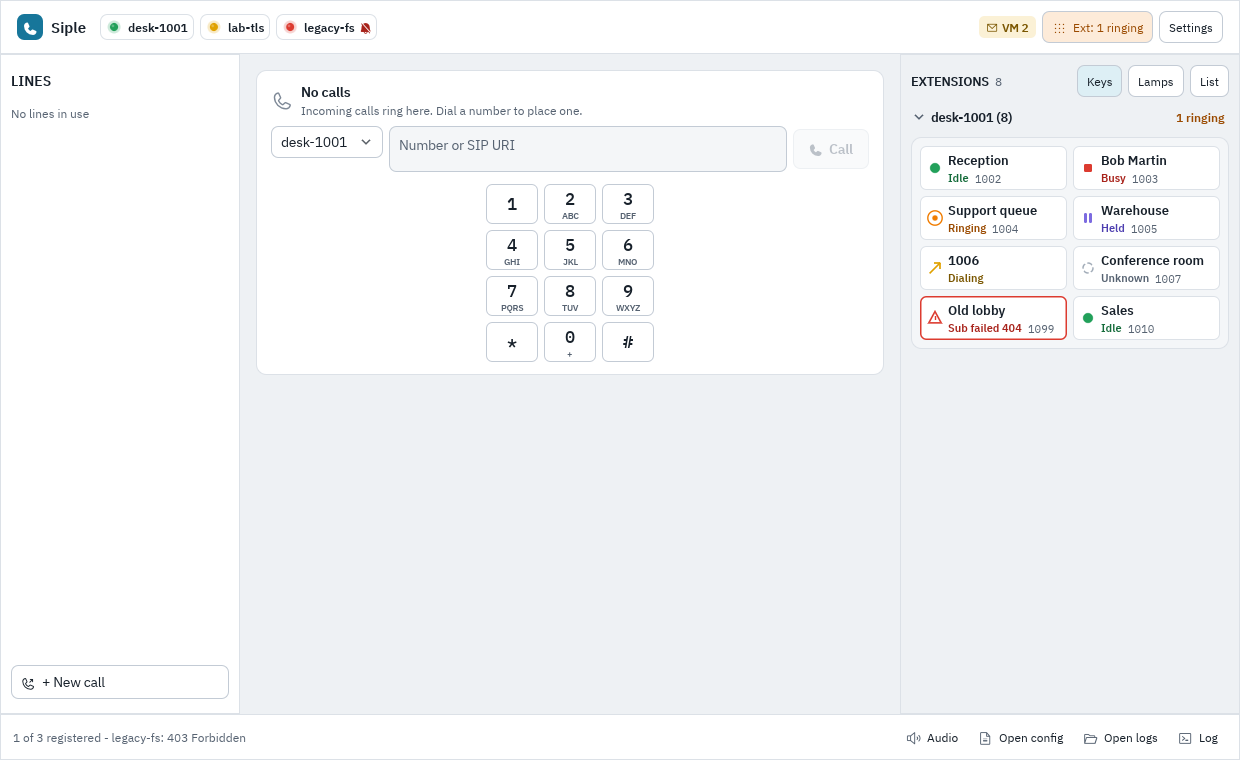 Siple
desk-1001
lab-tls
legacy-fs
VM 2
Ext: 1 ringing
Settings
LINES
No lines in use
+ New call
No calls
Incoming calls ring here. Dial a number to place one.
desk-1001
Number or SIP URI
Call
1
2
ABC
3
DEF
4
GHI
5
JKL
6
MNO
7
PQRS
8
TUV
9
WXYZ
*
0
+
#
EXTENSIONS 8
Keys
Lamps
List
desk-1001 (8)
1 ringing
Reception
Idle 1002
Bob Martin
Busy 1003
Support queue
Ringing 1004
Warehouse
Held 1005
1006
Dialing
Conference room
Unknown 1007
Old lobby
Sub failed 404 1099
Sales
Idle 1010
1 of 3 registered - legacy-fs: 403 Forbidden
Audio
Open config
Open logs
Log